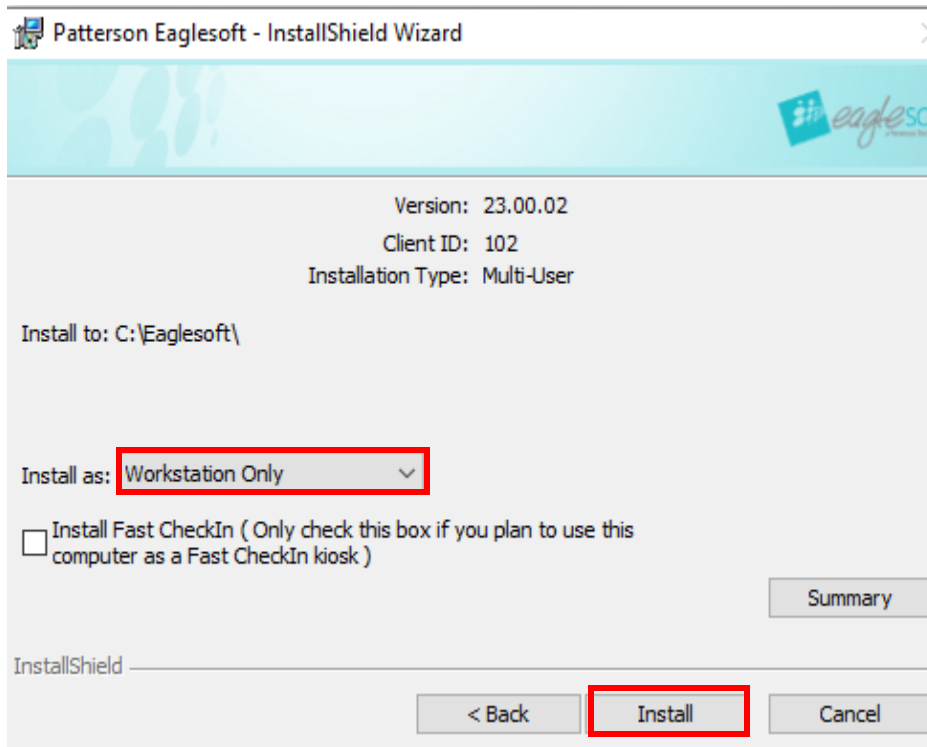 Patterson Eaglesoft - InstallShield Wizard
eagleso
Version: 23.00.02
Client ID: 102
Installation Type: Multi-User
Install to: C:\Eaglesoft\
Install as: Workstation Only
Install Fast CheckIn ( Only check this box if you plan to use this
computer as a Fast CheckIn kiosk )
Summary
InstallShield
< Back Install Cancel